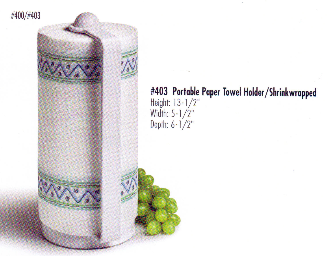 #400/#403
#403 Portable Paper Towel Holder/Shrinkwrapped
Height: 13-1/2"
Width: 5-1/2"
Depth: 6-1/2"